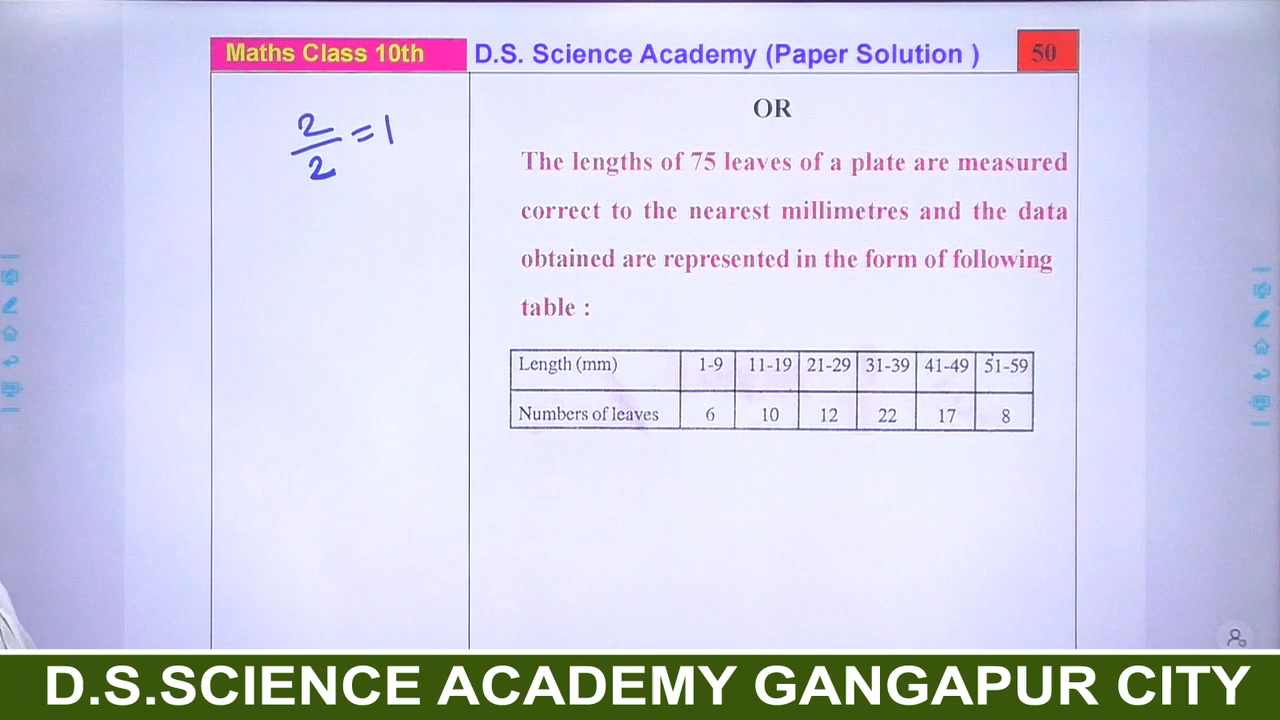 Maths Class 10th
D.S. Science Academy (Paper Solution )
50
2/2 = 1
OR
The lengths of 75 leaves of a plate are measured
correct to the nearest millimetres and the data
obtained are represented in the form of following
table :
Length (mm) 1-9 11-19 21-29 31-39 41-49 51-59
Numbers of leaves 6 10 12 22 17 8
D.S.SCIENCE ACADEMY GANGAPUR CITY